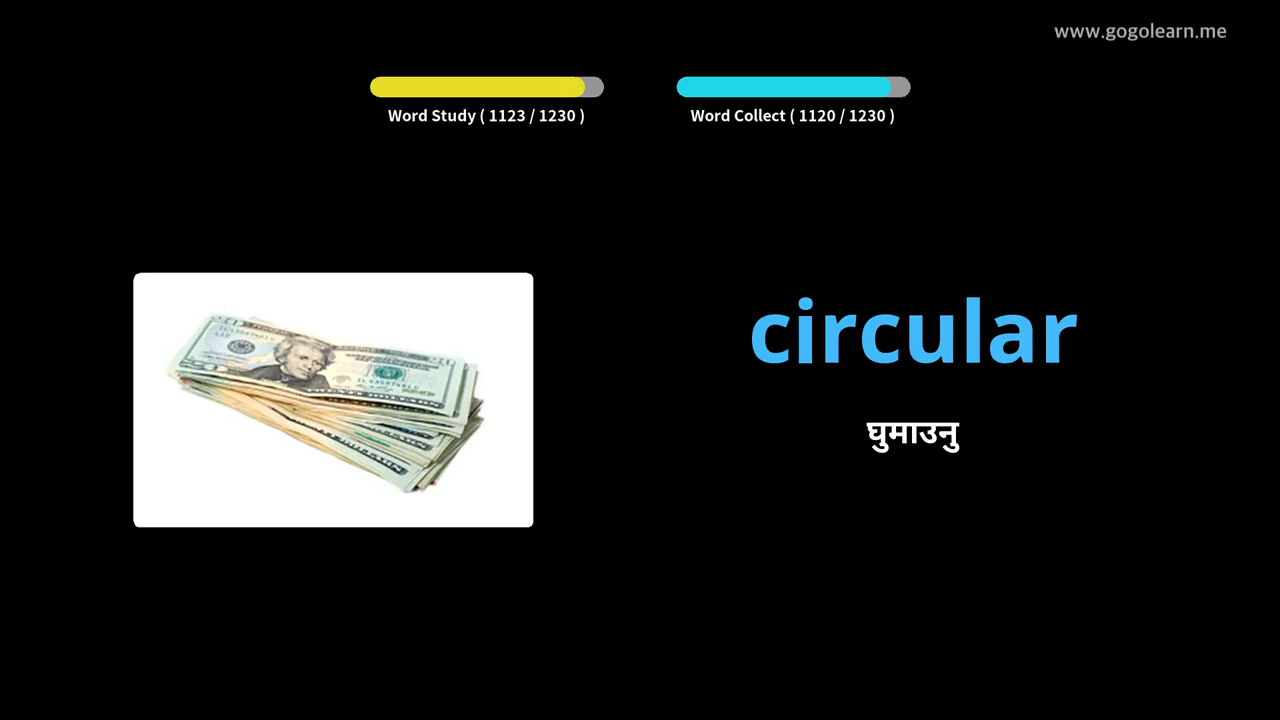 www.gogolearn.me
Word Study ( 1123 / 1230 )
Word Collect ( 1120 / 1230 )
circular
घुमाउनु